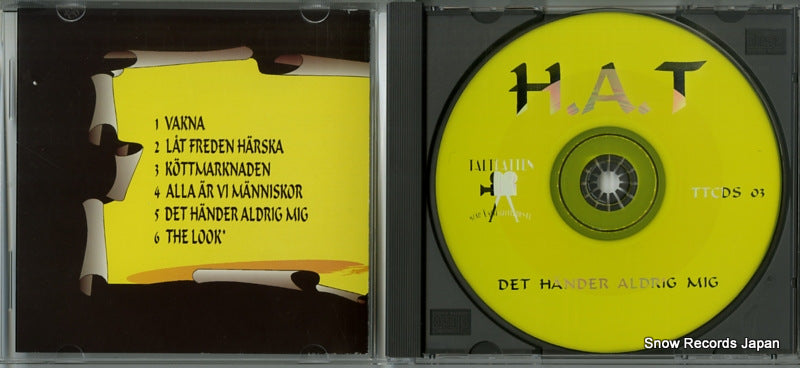 1 VAKNA
2 LÅT FREDEN HÄRSKA
3 KÖTTMARKNADEN
4 ALLA ÄR VI MÄNNISKOR
5 DET HÄNDER ALDRIG MIG
6 THE LOOK*
H.A.T
TTCDS 03
DET HÄNDER ALDRIG MIG
Snow Records Japan